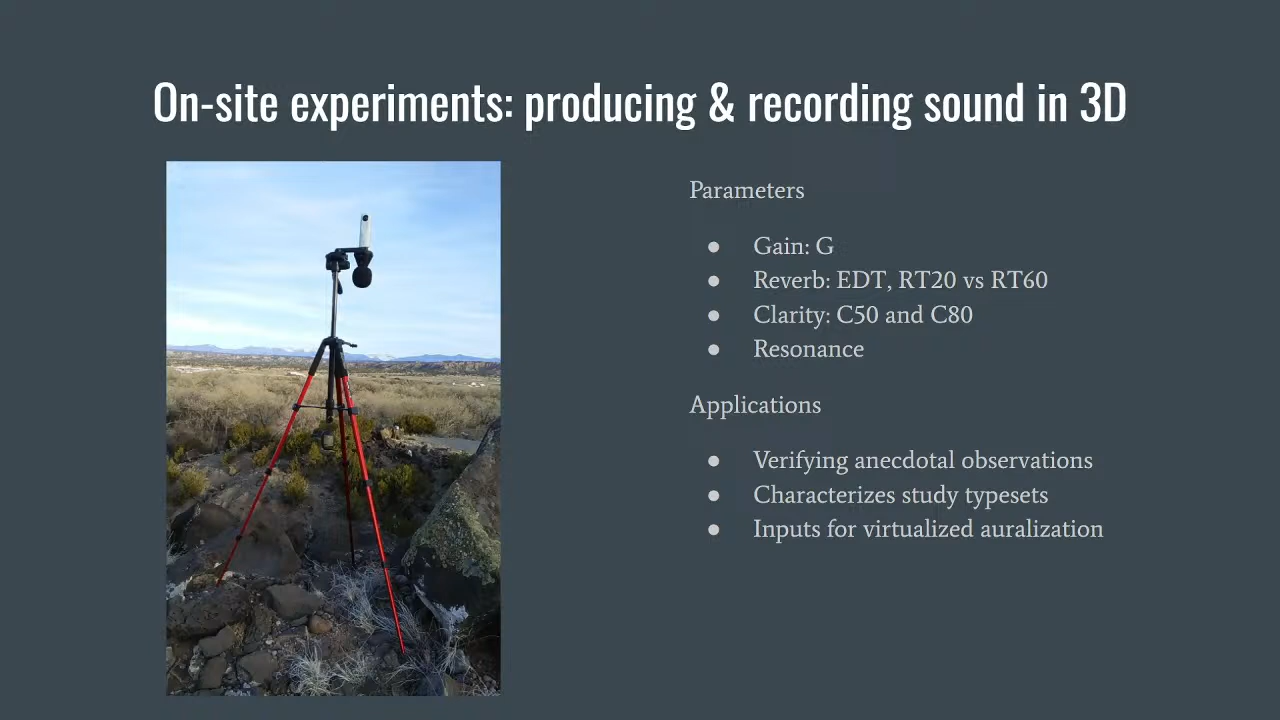 On-site experiments: producing & recording sound in 3D
Parameters
● Gain: G
● Reverb: EDT, RT20 vs RT60
● Clarity: C50 and C80
● Resonance
Applications
● Verifying anecdotal observations
● Characterizes study typesets
● Inputs for virtualized auralization